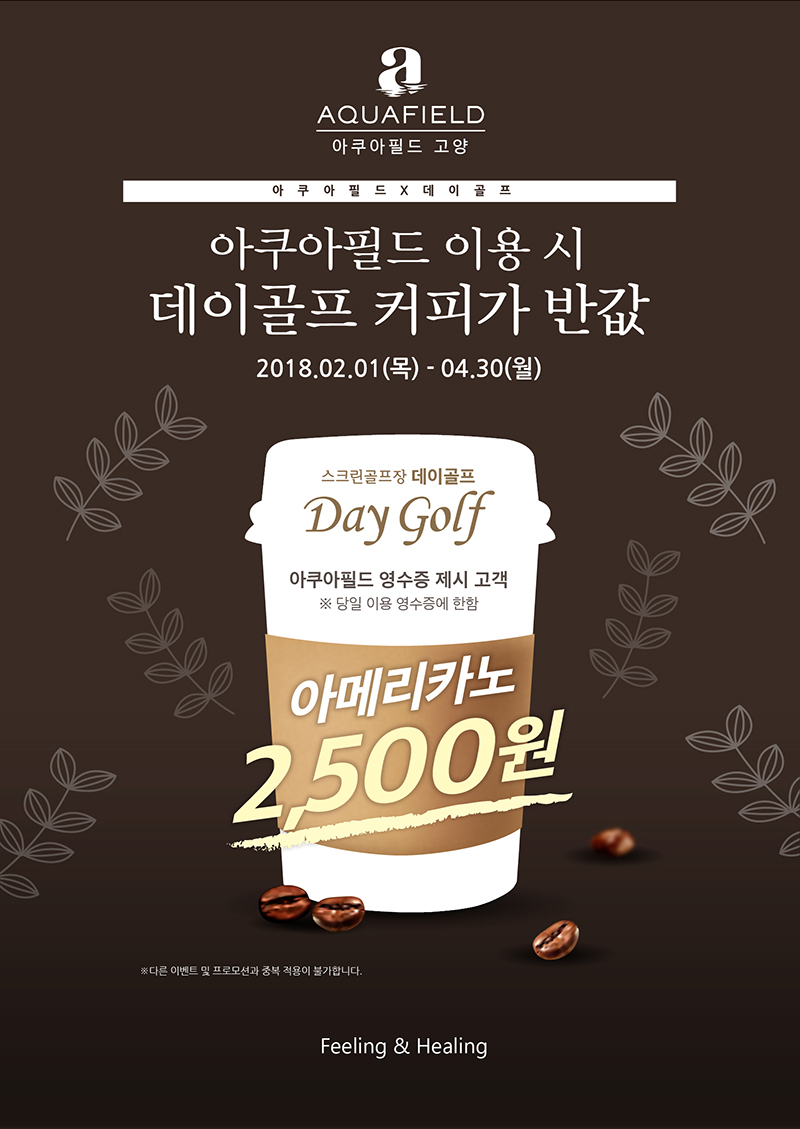 a
AQUAFIELD
아쿠아필드 고양
아쿠아필드X데이골프
아쿠아필드 이용 시
데이골프 커피가 반값
2018.02.01(목) - 04.30(월)
스크린골프장 데이골프
Day Golf
아쿠아필드 영수증 제시 고객
※ 당일 이용 영수증에 한함
아메리카노
2,500원
※다른 이벤트 및 프로모션과 중복 적용이 불가합니다.
Feeling & Healing